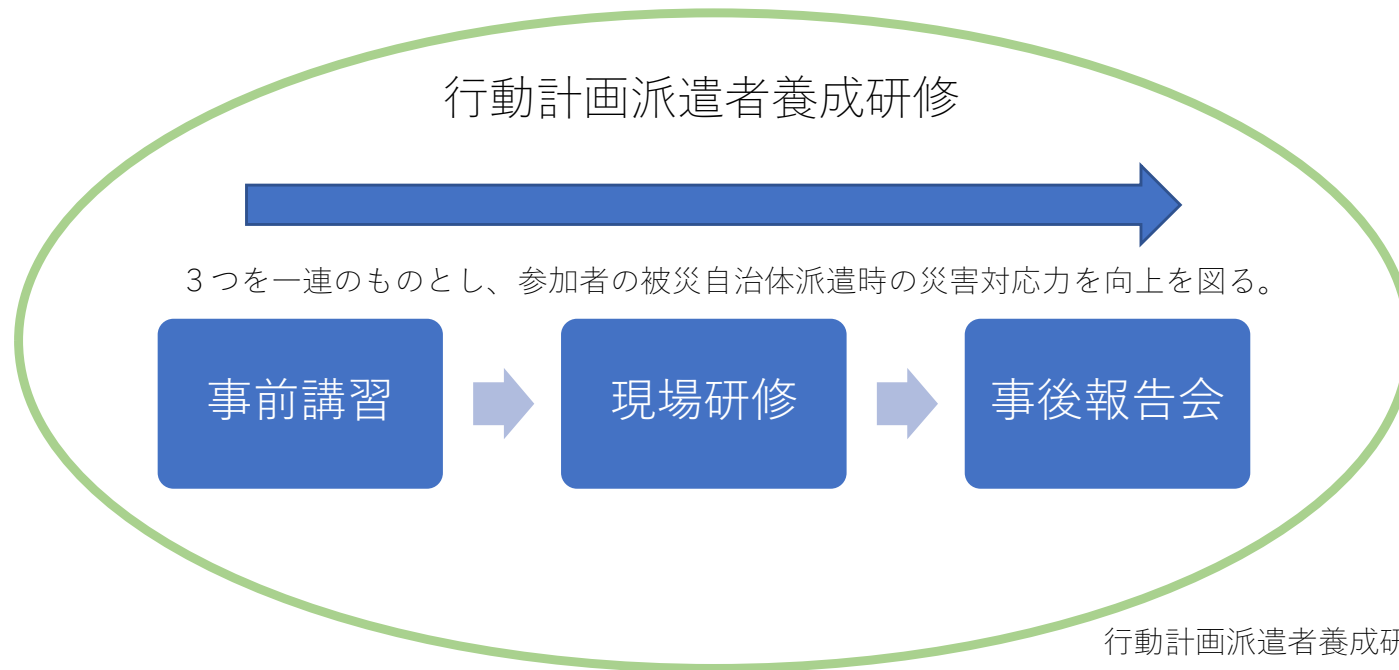 行動計画派遣者養成研修
３つを一連のものとし、参加者の被災自治体派遣時の災害対応力を向上を図る。
事前講習
現場研修
事後報告会
行動計画派遣者養成研